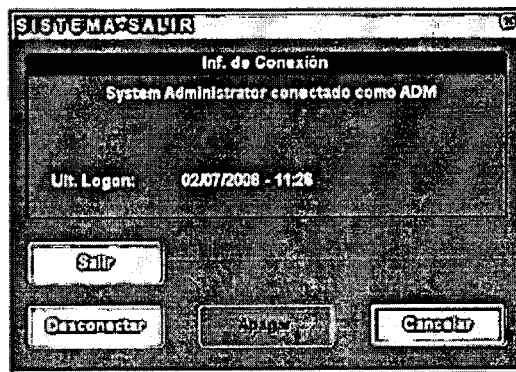 SISTEMA:SALIR
Inf. de Conexión
System Administrator conectado como ADM
Ult. Logon: 02/07/2008 - 11:26
Salir
Desconectar Apagar Cancelar